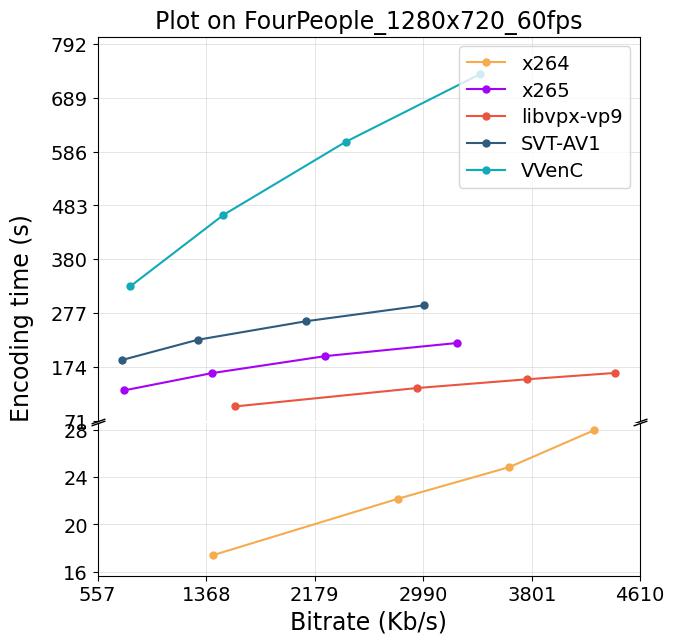 Plot on FourPeople_1280x720_60fps
792
689
586
483
380
277
174
71
28
24
20
16
x264
x265
libvpx-vp9
SVT-AV1
VVenC
Encoding time (s)
557 1368 2179 2990 3801 4610
Bitrate (Kb/s)